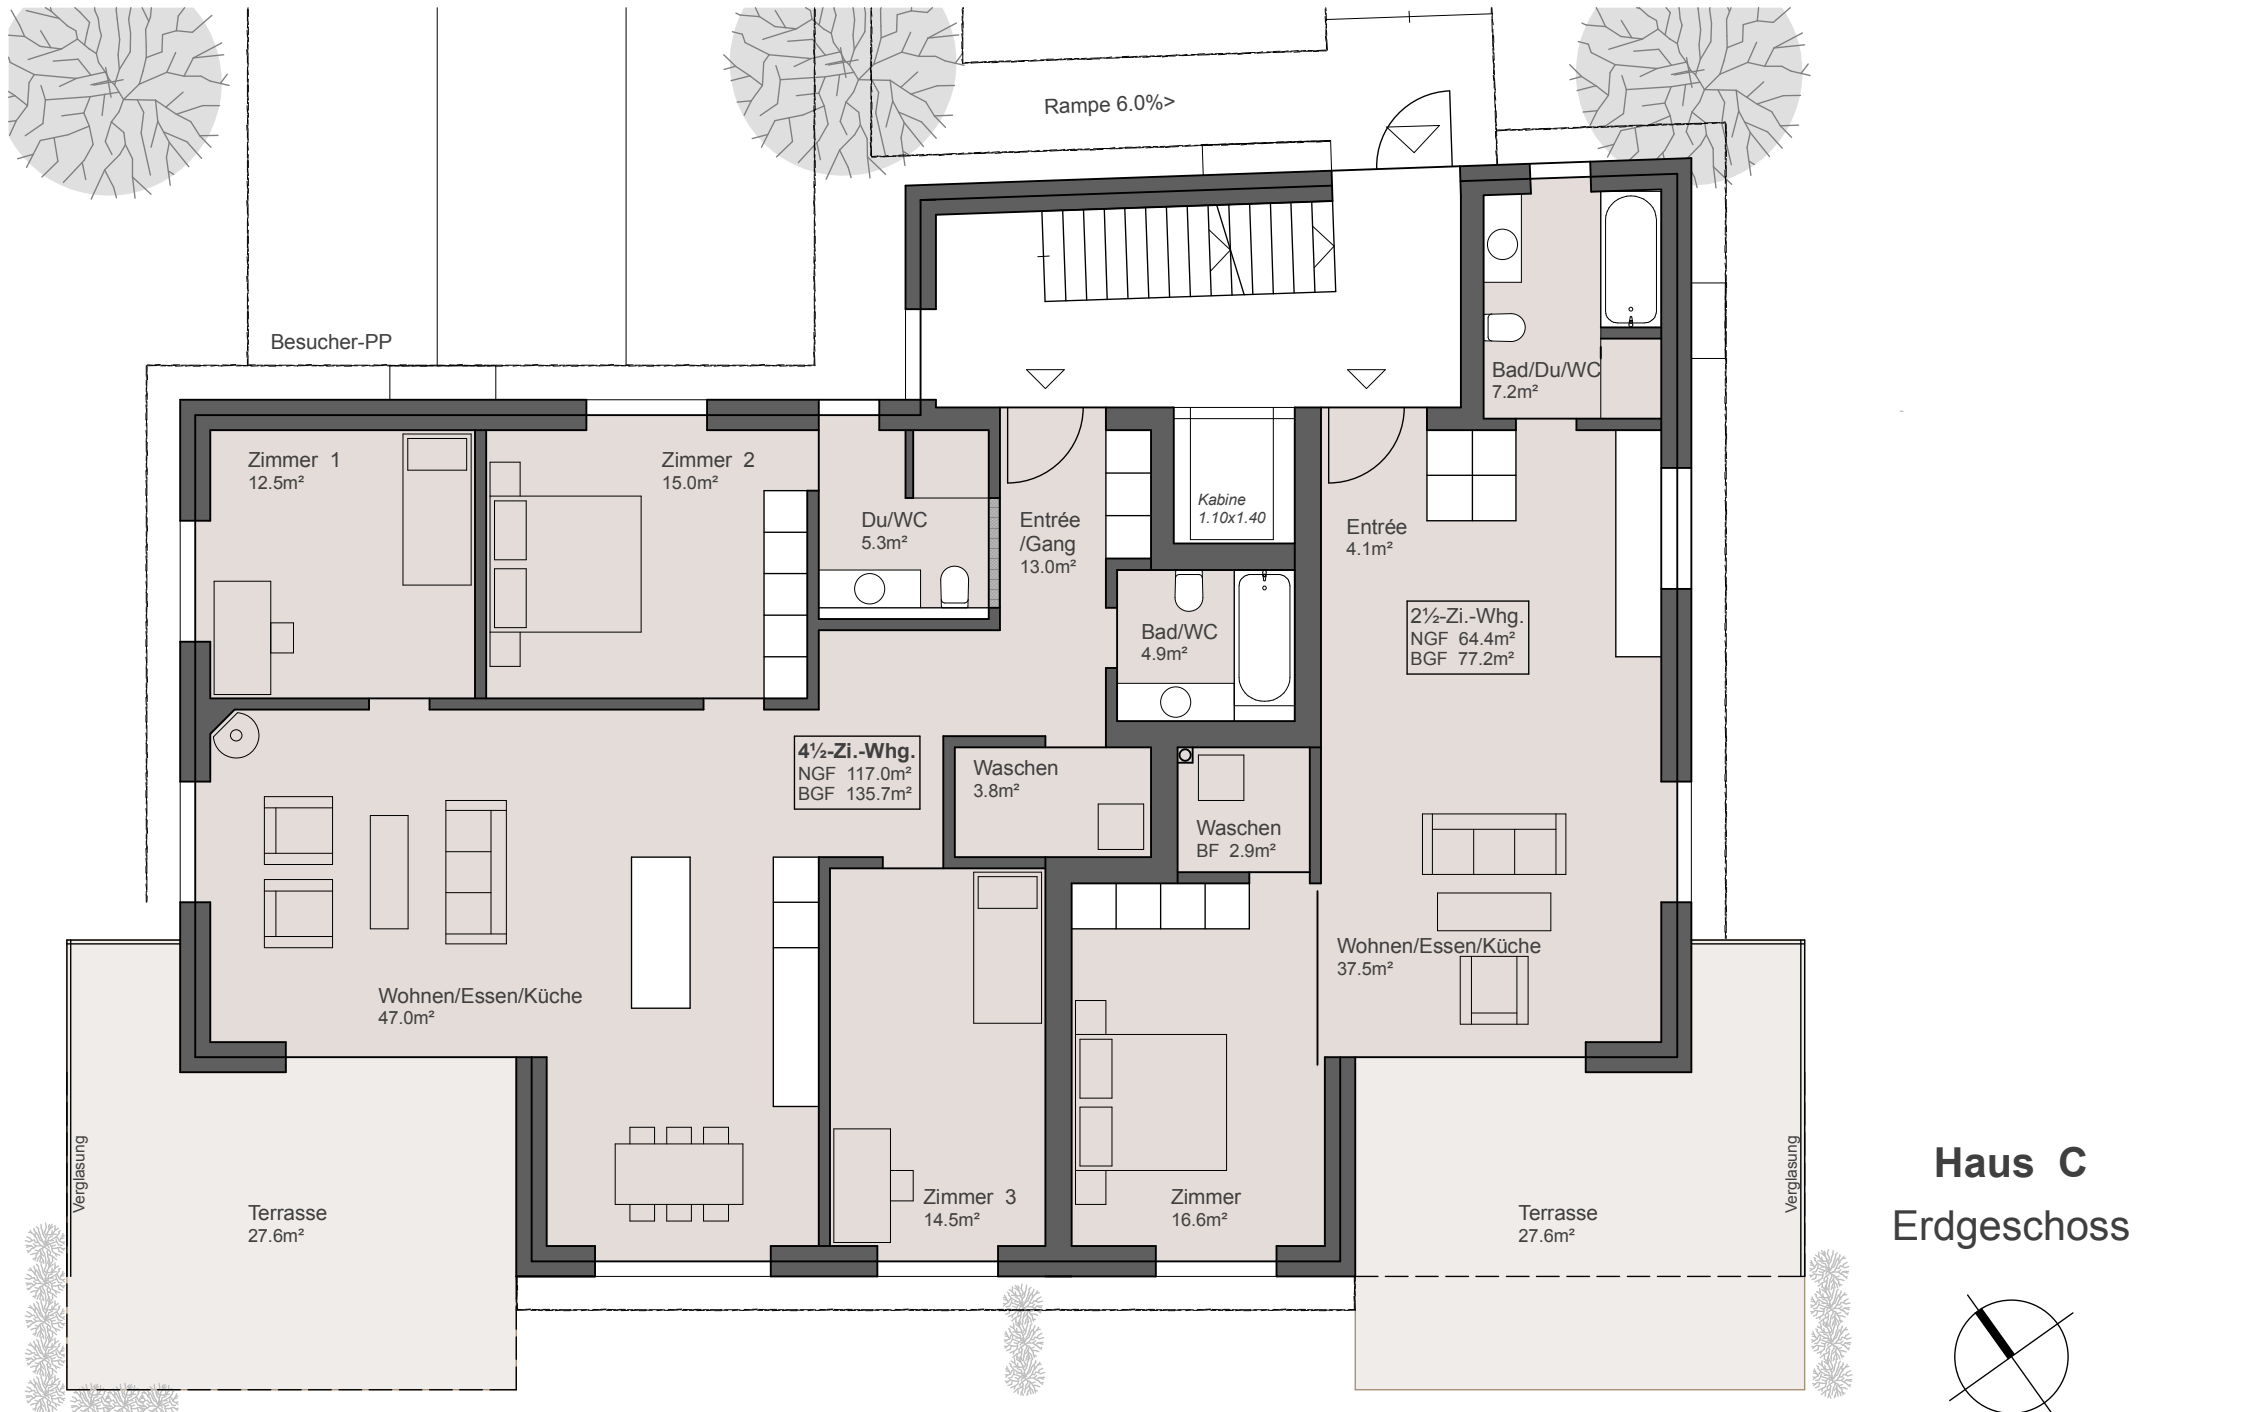 Rampe 6.0%>
Besucher-PP
Bad/Du/WC
7.2m²
Zimmer 1
12.5m²
Zimmer 2
15.0m²
Du/WC
5.3m²
Entrée
/Gang
13.0m²
Kabine
1.10x1.40
Entrée
4.1m²
Bad/WC
4.9m²
2½-Zi.-Whg.
NGF 64.4m²
BGF 77.2m²
4½-Zi.-Whg.
NGF 117.0m²
BGF 135.7m²
Waschen
3.8m²
Waschen
BF 2.9m²
Wohnen/Essen/Küche
47.0m²
Wohnen/Essen/Küche
37.5m²
Verglasung
Terrasse
27.6m²
Zimmer 3
14.5m²
Zimmer
16.6m²
Terrasse
27.6m²
Verglasung
Haus C
Erdgeschoss